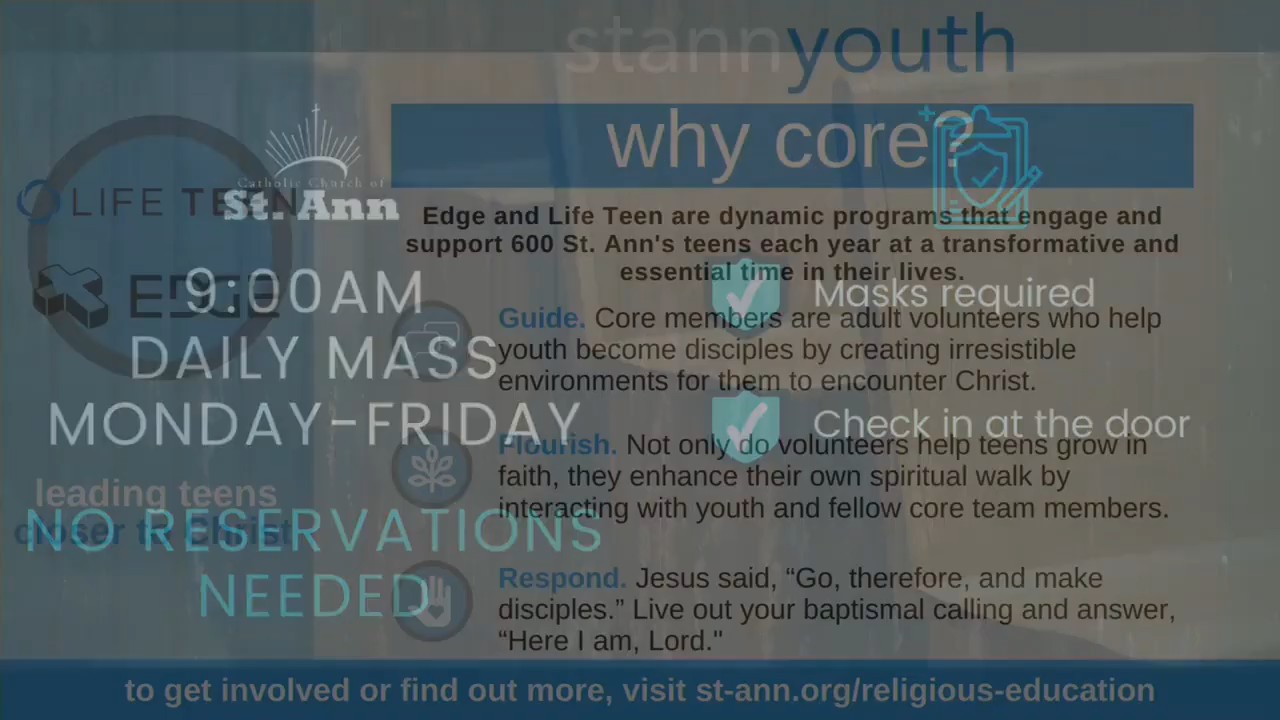 stannyouth
why core?
Edge and Life Teen are dynamic programs that engage and
support 600 St. Ann's teens each year at a transformative and
essential time in their lives.
Guide. Core members are adult volunteers who help
youth become disciples by creating irresistible
environments for them to encounter Christ.
Flourish. Not only do volunteers help teens grow in
faith, they enhance their own spiritual walk by
interacting with youth and fellow core team members.
Respond. Jesus said, “Go, therefore, and make
disciples.” Live out your baptismal calling and answer,
“Here I am, Lord."
LIFE TEEN
EDGE
leading teens
closer to Christ
to get involved or find out more, visit st-ann.org/religious-education
Catholic Church of
St. Ann
9:00AM
DAILY MASS
MONDAY-FRIDAY
NO RESERVATIONS
NEEDED
Masks required
Check in at the door